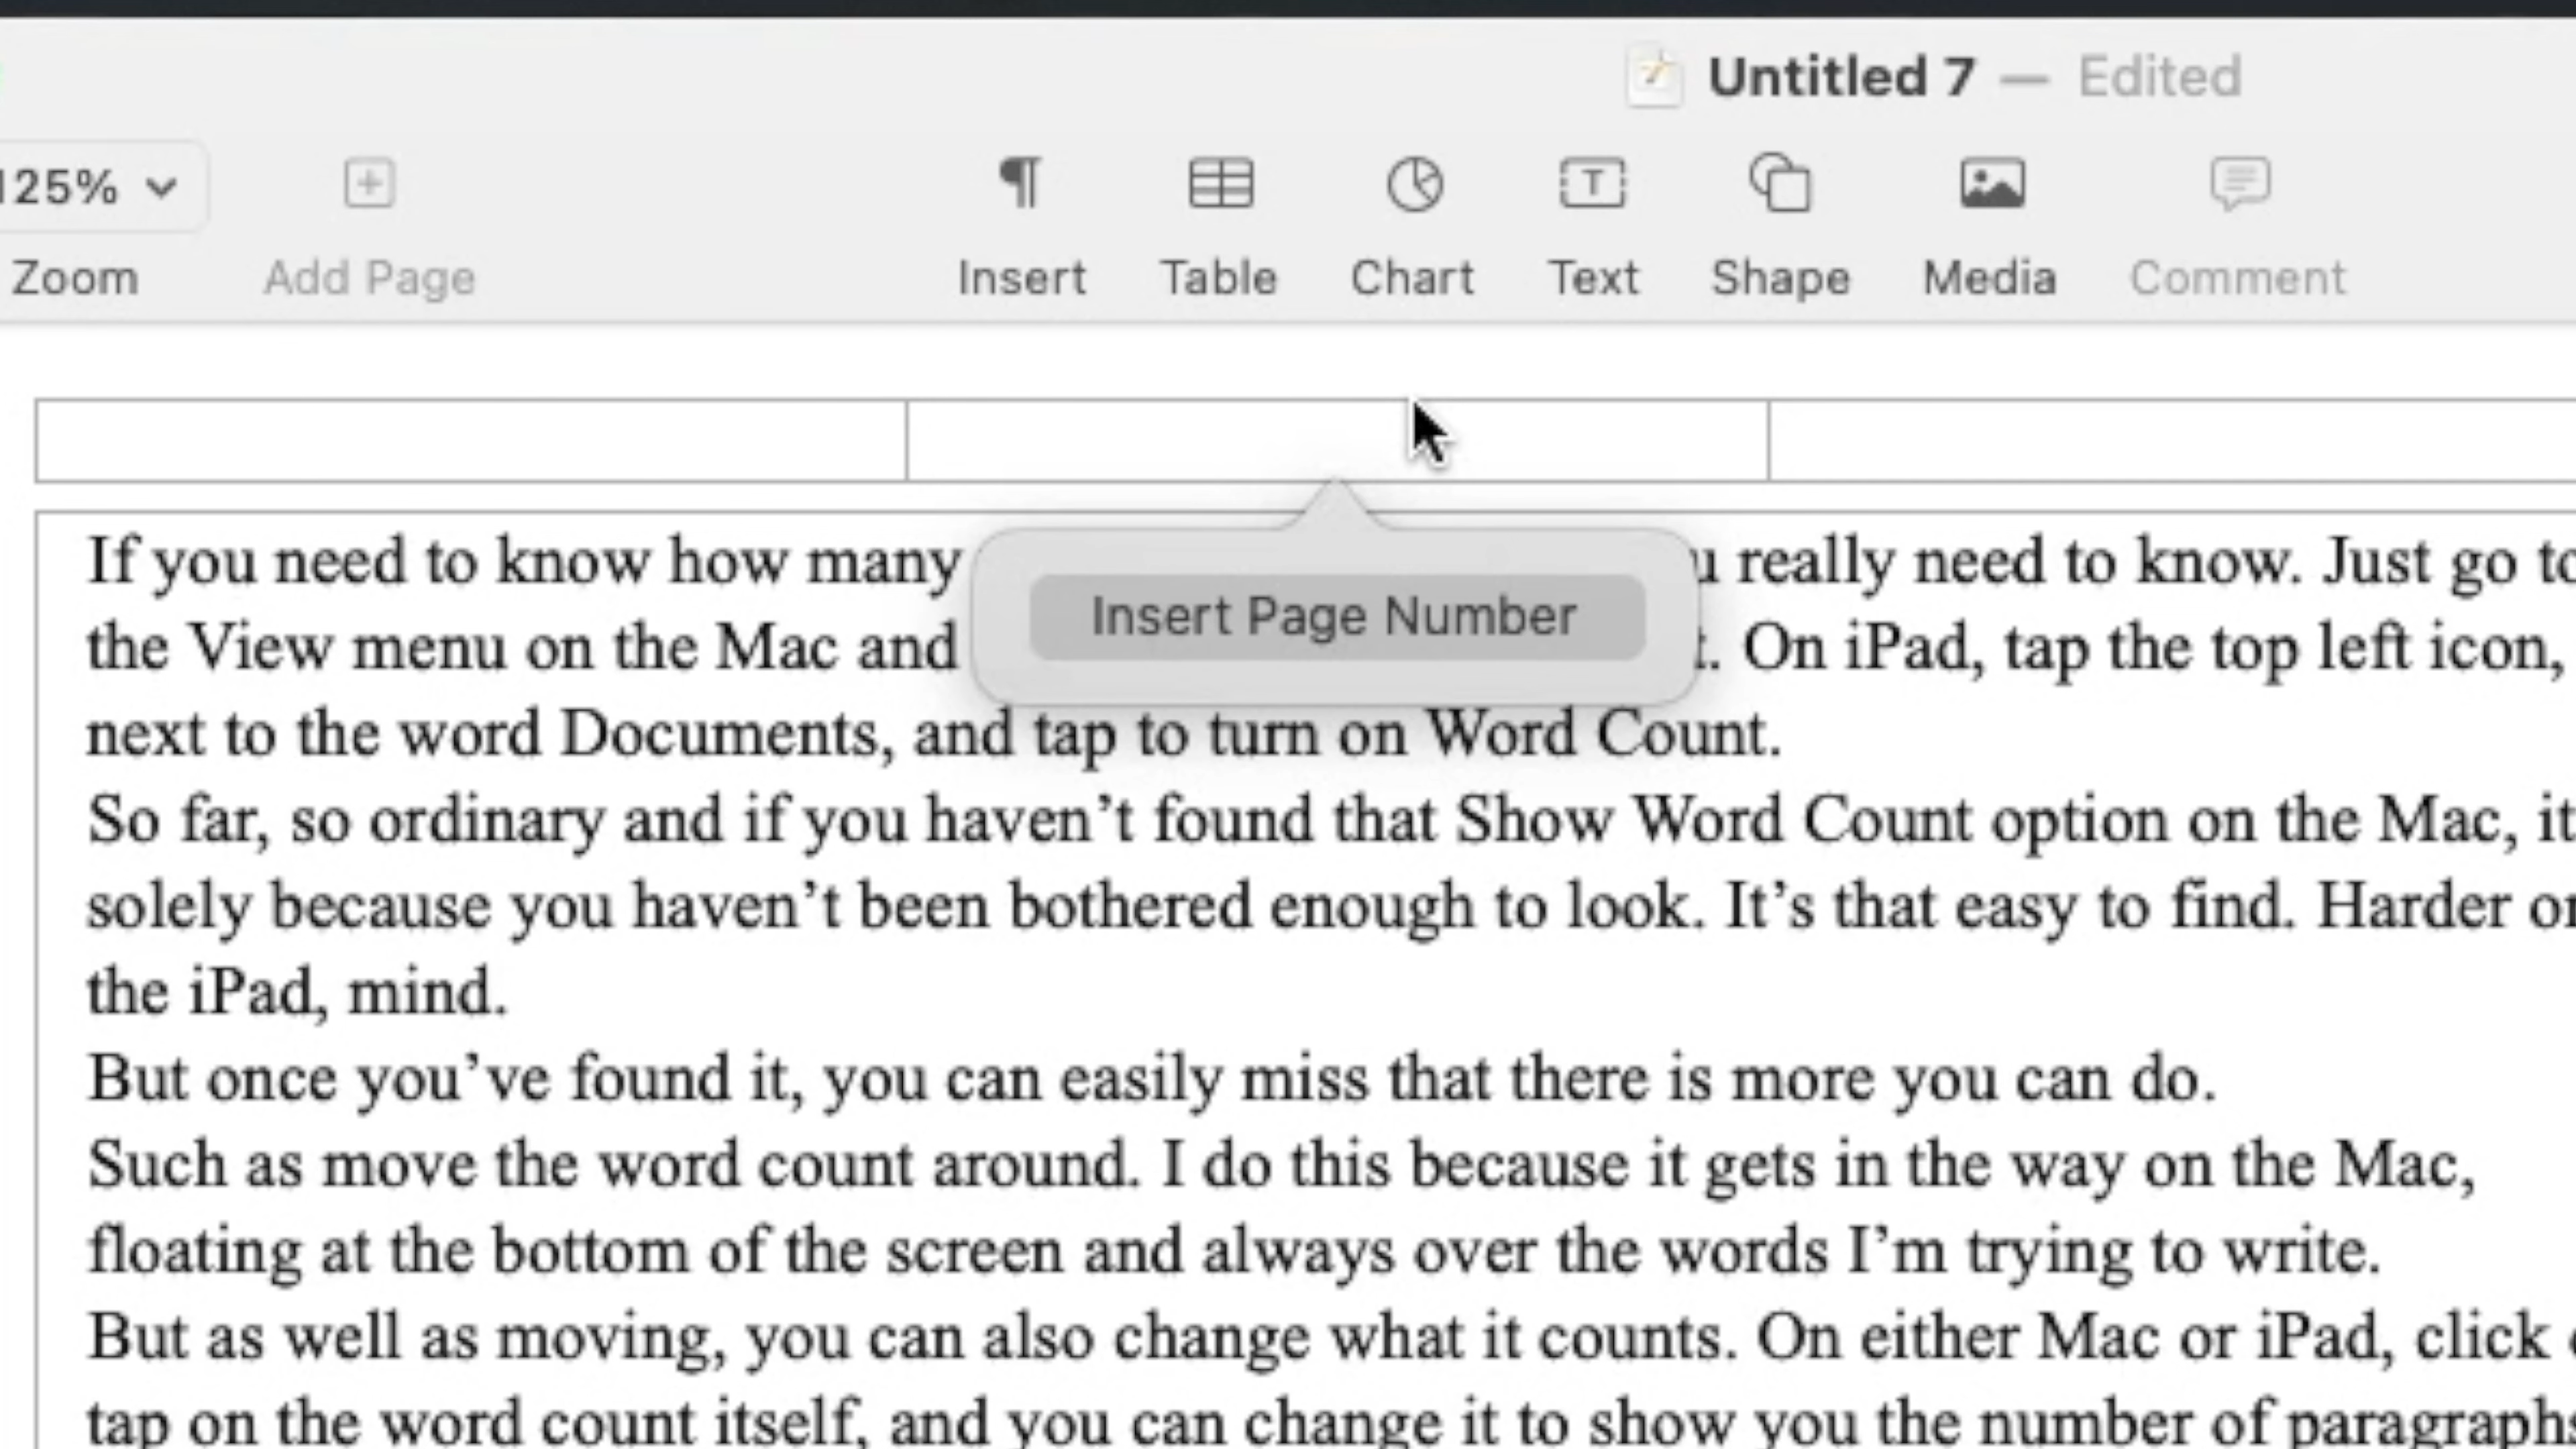 Untitled 7 — Edited
125%
Zoom Add Page Insert Table Chart Text Shape Media Comment
If you need to know how many really need to know. Just go to
Insert Page Number
the View menu on the Mac and On iPad, tap the top left icon,
next to the word Documents, and tap to turn on Word Count.
So far, so ordinary and if you haven’t found that Show Word Count option on the Mac, it
solely because you haven’t been bothered enough to look. It’s that easy to find. Harder on
the iPad, mind.
But once you’ve found it, you can easily miss that there is more you can do.
Such as move the word count around. I do this because it gets in the way on the Mac,
floating at the bottom of the screen and always over the words I’m trying to write.
But as well as moving, you can also change what it counts. On either Mac or iPad, click
tap on the word count itself, and you can change it to show you the number of paragraphs